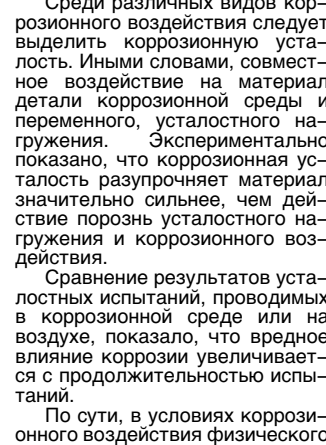 Среди различных видов кор-
розионного воздействия следует
выделить коррозионную уста-
лость. Иными словами, совмест-
ное воздействие на материал
детали коррозионной среды и
переменного, усталостного на-
гружения. Экспериментально
показано, что коррозионная ус-
талость разупрочняет материал
значительно сильнее, чем дей-
ствие порознь усталостного на-
гружения и коррозионного воз-
действия.
Сравнение результатов уста-
лостных испытаний, проводимых
в коррозионной среде или на
воздухе, показало, что вредное
влияние коррозии увеличивает-
ся с продолжительностью испы-
таний.
По сути, в условиях коррози-
онного воздействия физического